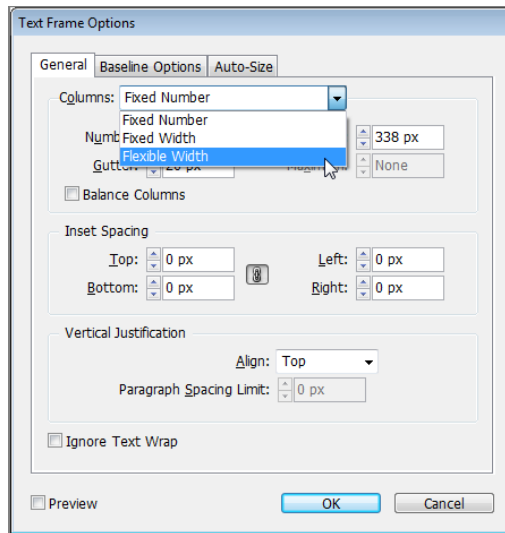 Text Frame Options
General Baseline Options Auto-Size
Columns: Fixed Number
Fixed Number
Fixed Width
338 px
Flexible Width
None
Balance Columns
Inset Spacing
Top: 0 px Left: 0 px
Bottom: 0 px Right: 0 px
Vertical Justification
Align: Top
Paragraph Spacing Limit: 0 px
Ignore Text Wrap
Preview OK Cancel